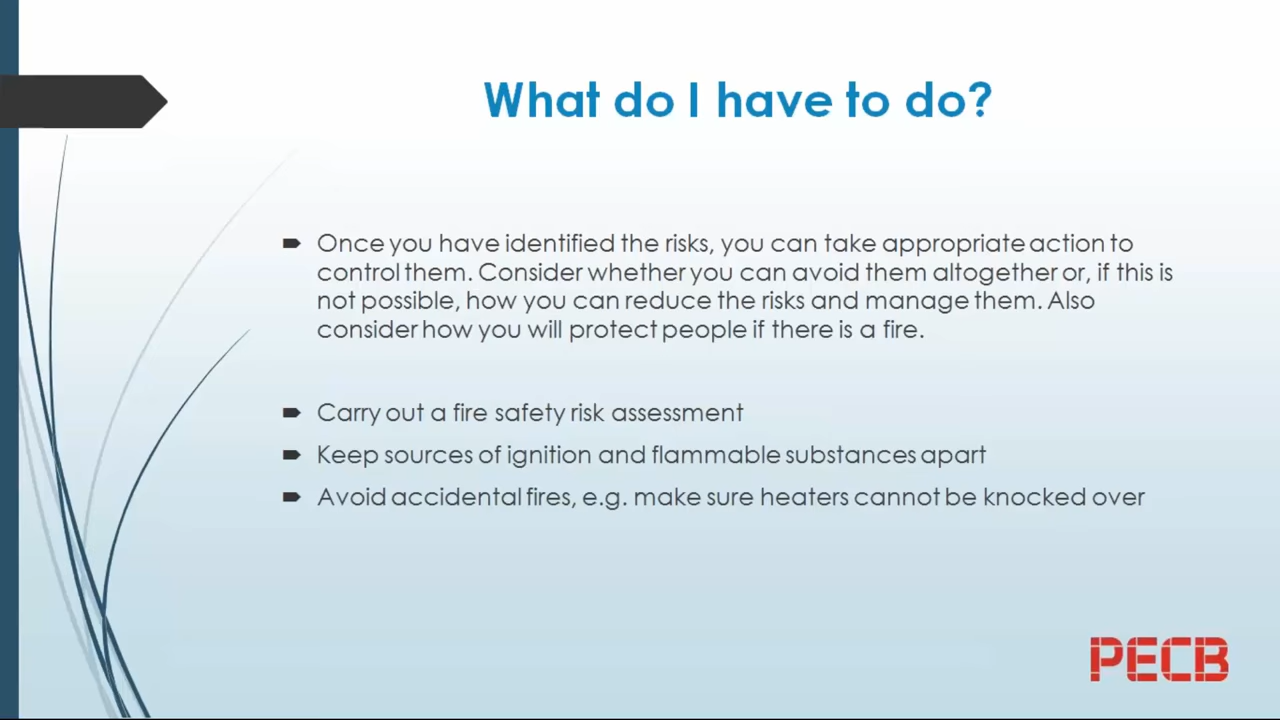 What do I have to do?
Once you have identified the risks, you can take appropriate action to
control them. Consider whether you can avoid them altogether or, if this is
not possible, how you can reduce the risks and manage them. Also
consider how you will protect people if there is a fire.
Carry out a fire safety risk assessment
Keep sources of ignition and flammable substances apart
Avoid accidental fires, e.g. make sure heaters cannot be knocked over
PECB